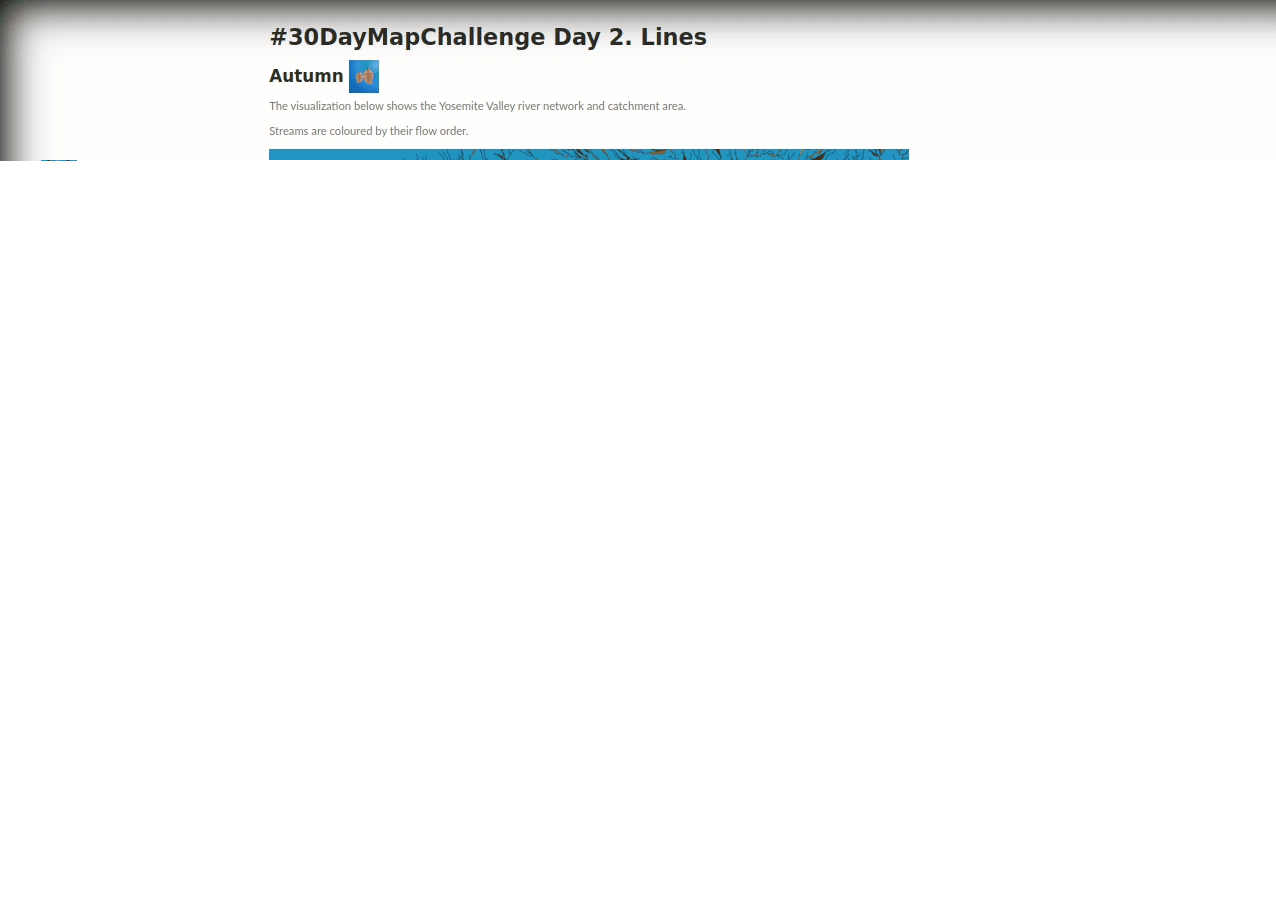 #30DayMapChallenge Day 2. Lines
Autumn
The visualization below shows the Yosemite Valley river network and catchment area.
Streams are coloured by their flow order.